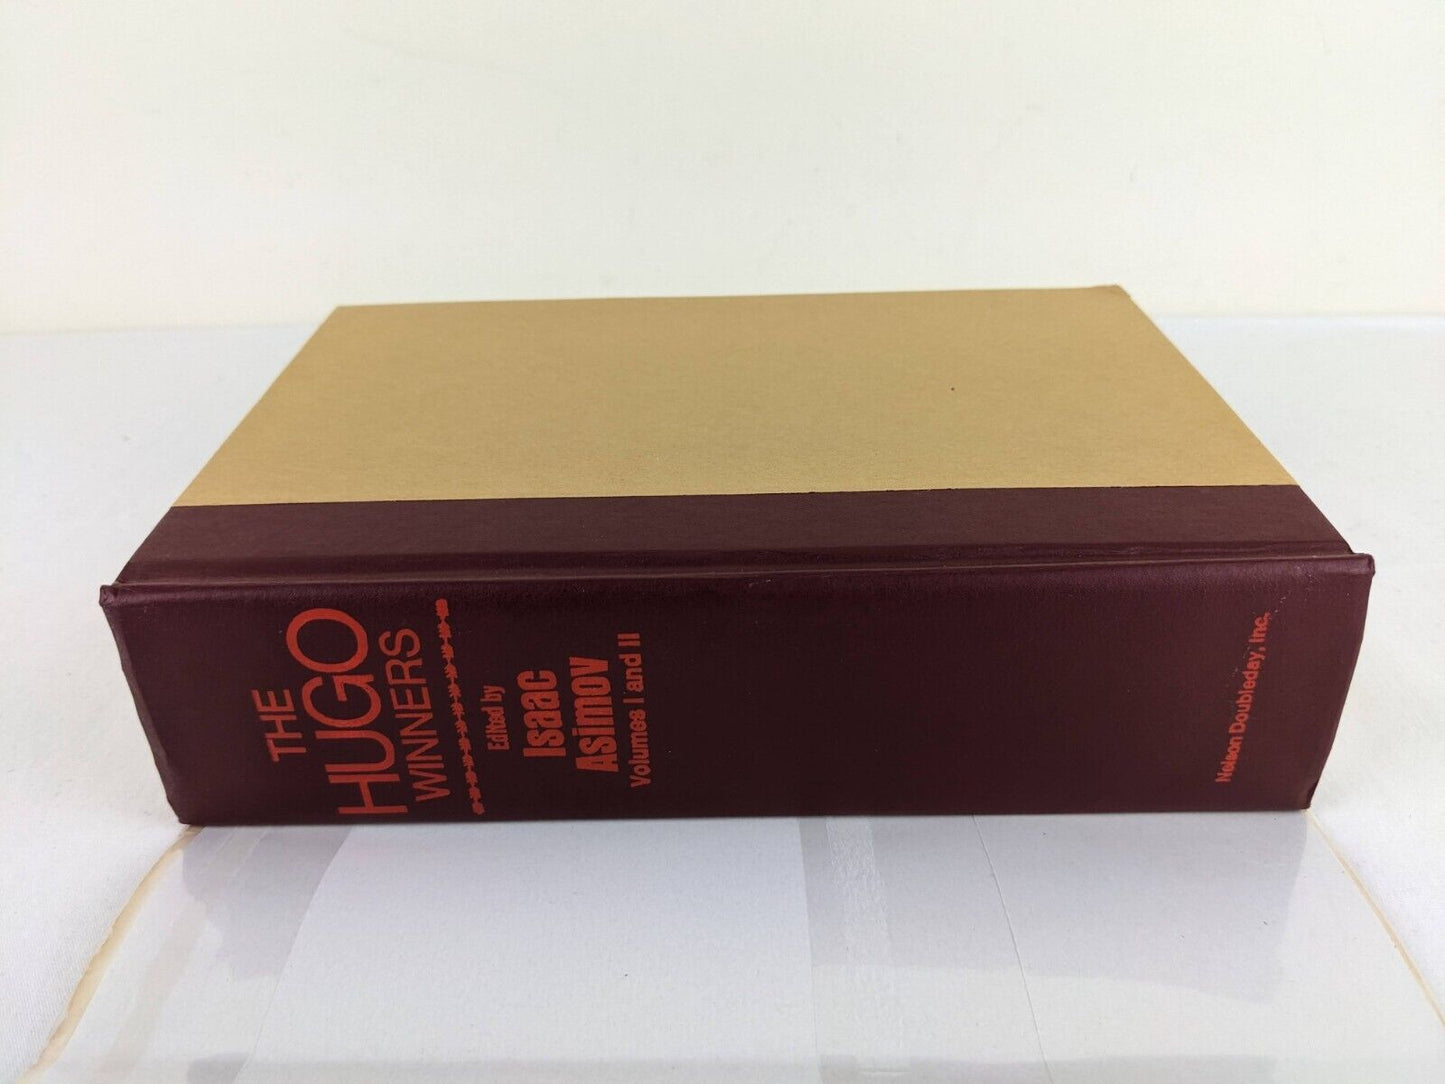 THE
HUGO
WINNERS
Edited by
Isaac
Asimov
Volumes I and II
Nelson Doubleday, Inc.